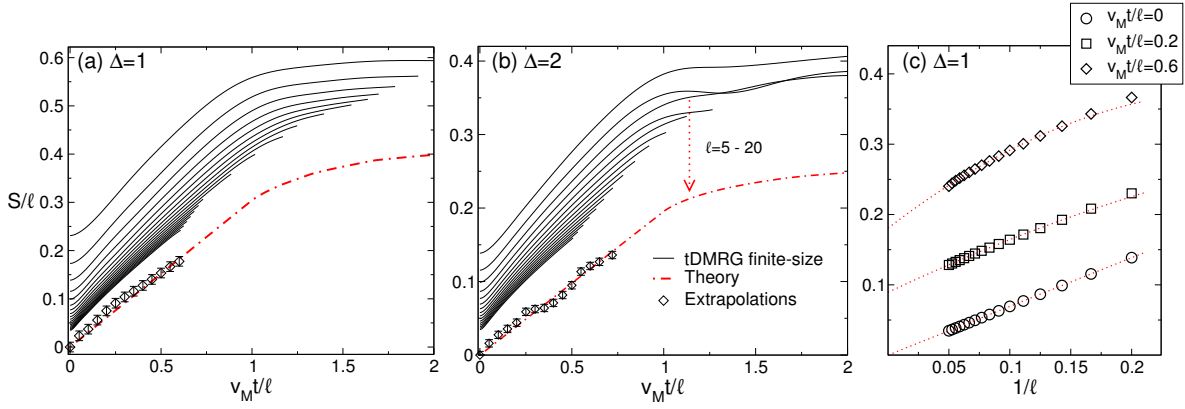 (a) Δ=1
S/ℓ
0.6
0.5
0.4
0.3
0.2
0.1
0
0
0.5
1
1.5
2
v_M t/ℓ
(b) Δ=2
0.4
0.3
0.2
0.1
0
ℓ=5 - 20
tDMRG finite-size
Theory
Extrapolations
0
0.5
1
1.5
2
v_M t/ℓ
(c) Δ=1
v_M t/ℓ=0
v_M t/ℓ=0.2
v_M t/ℓ=0.6
0.4
0.3
0.2
0.1
0
0.05
0.1
0.15
0.2
1/ℓ